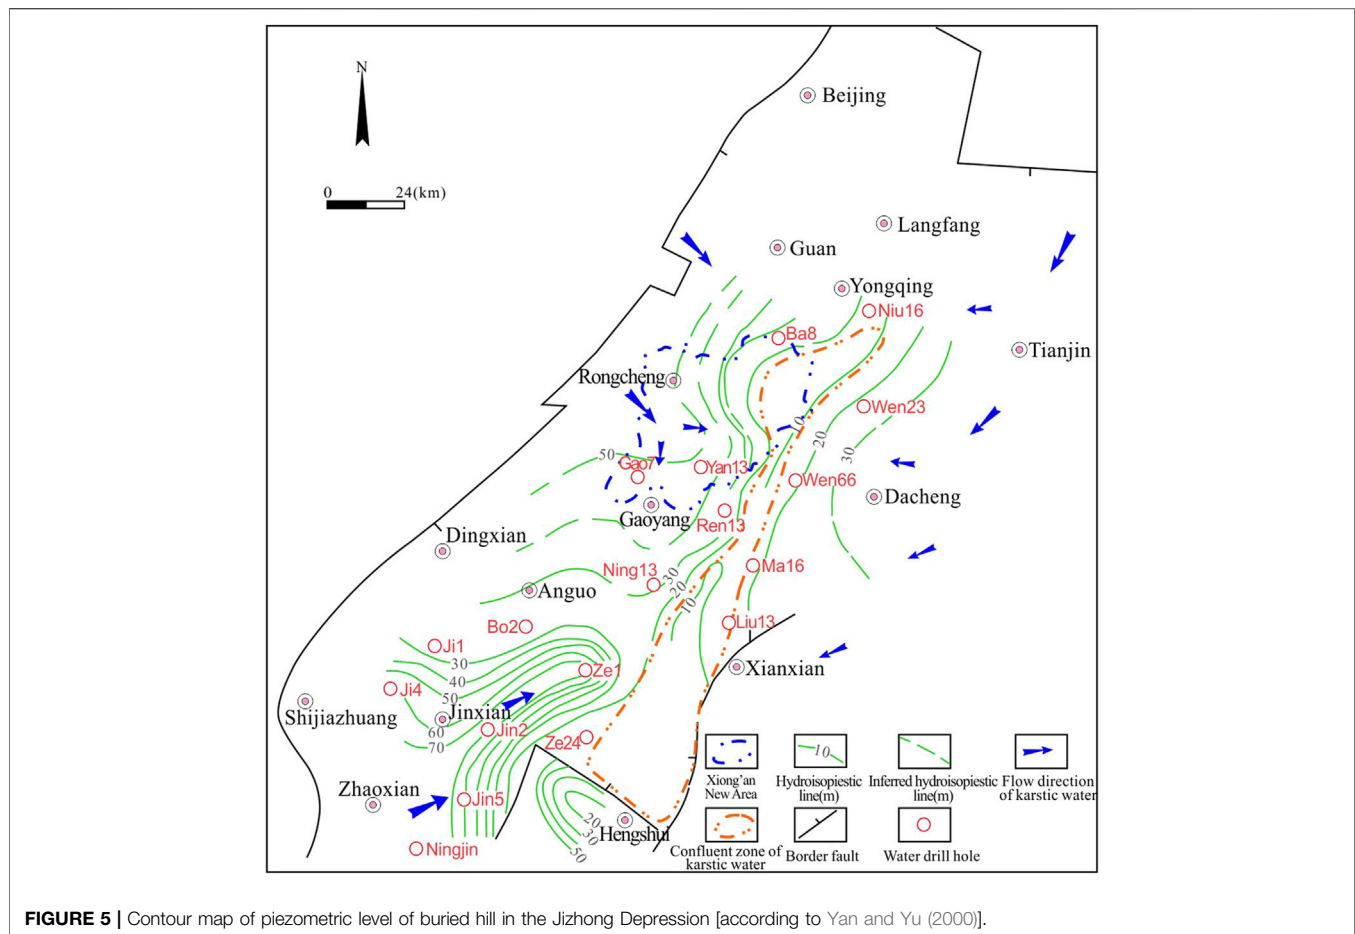 N
0 24(km)
Beijing
Langfang
Guan
Yongqing
Niu16
Ba8
Tianjin
Rongcheng
Wen23
10
20
30
50
Gao7
Yan13
Wen66
Dacheng
Gaoyang
Ren13
Dingxian
Ning13
30
20
10
Ma16
Anguo
Bo2
Liu13
Ji1
30
40
50
60
70
Ze1
Xianxian
Ji4
Jinxian
Shijiazhuang
Jin2
Ze24
Zhaoxian
Jin5
Ningjin
20
30
50
Hengshui
10
Xiong'an
New Area
Hydroisopiestic
line(m)
Inferred hydroisopiestic
line(m)
Flow direction
of karstic water
Confluent zone of
karstic water
Border fault
Water drill hole
FIGURE 5 | Contour map of piezometric level of buried hill in the Jizhong Depression [according to Yan and Yu (2000)].